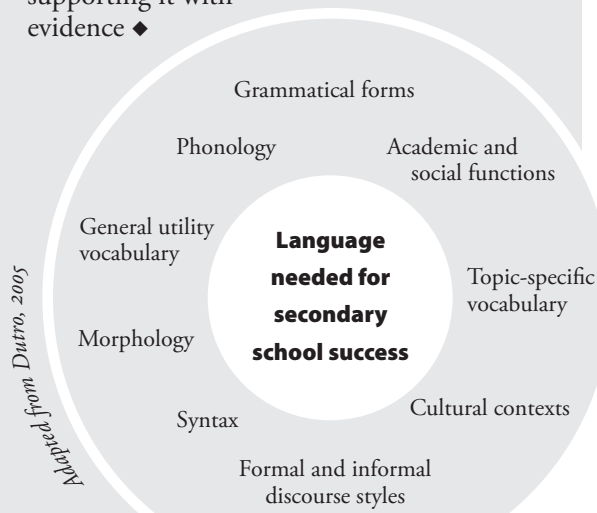 supporting it with
evidence ◆
Grammatical forms
Phonology
Academic and
social functions
General utility
vocabulary
Language
needed for
secondary
school success
Topic-specific
vocabulary
Morphology
Cultural contexts
Syntax
Formal and informal
discourse styles
Adapted from Dutro, 2005